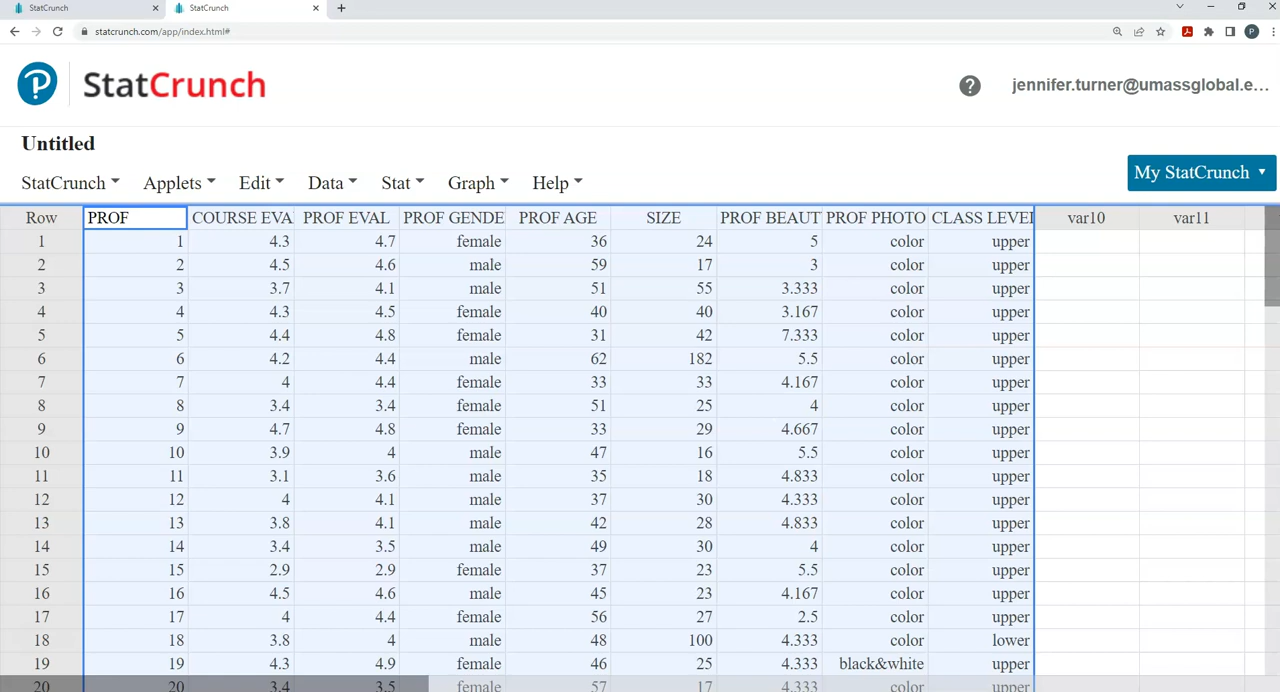 StatCrunch StatCrunch
statcrunch.com/app/index.html#
StatCrunch jennifer.turner@umassglobal.e...
Untitled
StatCrunch Applets Edit Data Stat Graph Help My StatCrunch
Row PROF COURSE EVA PROF EVAL PROF GENDE PROF AGE SIZE PROF BEAUT PROF PHOTO CLASS LEVEI var10 var11
1 1 4.3 4.7 female 36 24 5 color upper
2 2 4.5 4.6 male 59 17 3 color upper
3 3 3.7 4.1 male 51 55 3.333 color upper
4 4 4.3 4.5 female 40 40 3.167 color upper
5 5 4.4 4.8 female 31 42 7.333 color upper
6 6 4.2 4.4 male 62 182 5.5 color upper
7 7 4 4.4 female 33 33 4.167 color upper
8 8 3.4 3.4 female 51 25 4 color upper
9 9 4.7 4.8 female 33 29 4.667 color upper
10 10 3.9 4 male 47 16 5.5 color upper
11 11 3.1 3.6 male 35 18 4.833 color upper
12 12 4 4.1 male 37 30 4.333 color upper
13 13 3.8 4.1 male 42 28 4.833 color upper
14 14 3.4 3.5 male 49 30 4 color upper
15 15 2.9 2.9 female 37 23 5.5 color upper
16 16 4.5 4.6 male 45 23 4.167 color upper
17 17 4 4.4 female 56 27 2.5 color upper
18 18 3.8 4 male 48 100 4.333 color lower
19 19 4.3 4.9 female 46 25 4.333 black&white upper
20 20 3.4 3.5 female 57 17 4.333 color upper